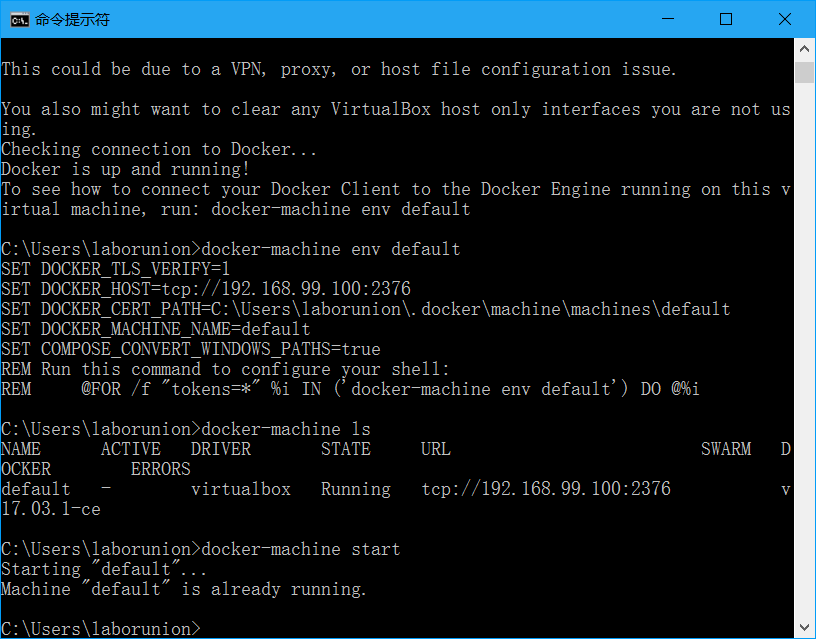 命令提示符
This could be due to a VPN, proxy, or host file configuration issue.
You also might want to clear any VirtualBox host only interfaces you are not us
ing.
Checking connection to Docker...
Docker is up and running!
To see how to connect your Docker Client to the Docker Engine running on this v
irtual machine, run: docker-machine env default
C:\Users\laborunion>docker-machine env default
SET DOCKER_TLS_VERIFY=1
SET DOCKER_HOST=tcp://192.168.99.100:2376
SET DOCKER_CERT_PATH=C:\Users\laborunion\.docker\machine\machines\default
SET DOCKER_MACHINE_NAME=default
SET COMPOSE_CONVERT_WINDOWS_PATHS=true
REM Run this command to configure your shell:
REM     @FOR /f "tokens=*" %i IN ('docker-machine env default') DO @%i
C:\Users\laborunion>docker-machine ls
NAME      ACTIVE   DRIVER       STATE     URL                         SWARM   D
OCKER        ERRORS
default   -        virtualbox   Running   tcp://192.168.99.100:2376           v
17.03.1-ce
C:\Users\laborunion>docker-machine start
Starting "default"...
Machine "default" is already running.
C:\Users\laborunion>